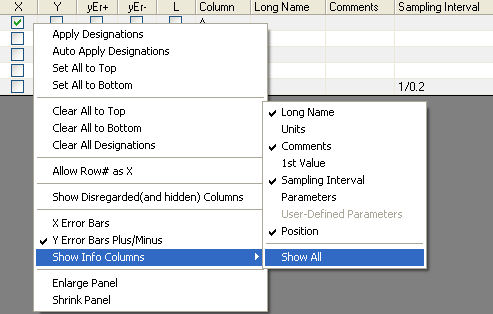 X Y yEr+ yEr- L Column Long Name Comments Sampling Interval
Apply Designations
Auto Apply Designations
Set All to Top
Set All to Bottom
1/0.2
Clear All to Top
Clear All to Bottom
Clear All Designations
Allow Row# as X
Show Disregarded(and hidden) Columns
X Error Bars
Y Error Bars Plus/Minus
Show Info Columns
Enlarge Panel
Shrink Panel
Long Name
Units
Comments
1st Value
Sampling Interval
Parameters
User-Defined Parameters
Position
Show All